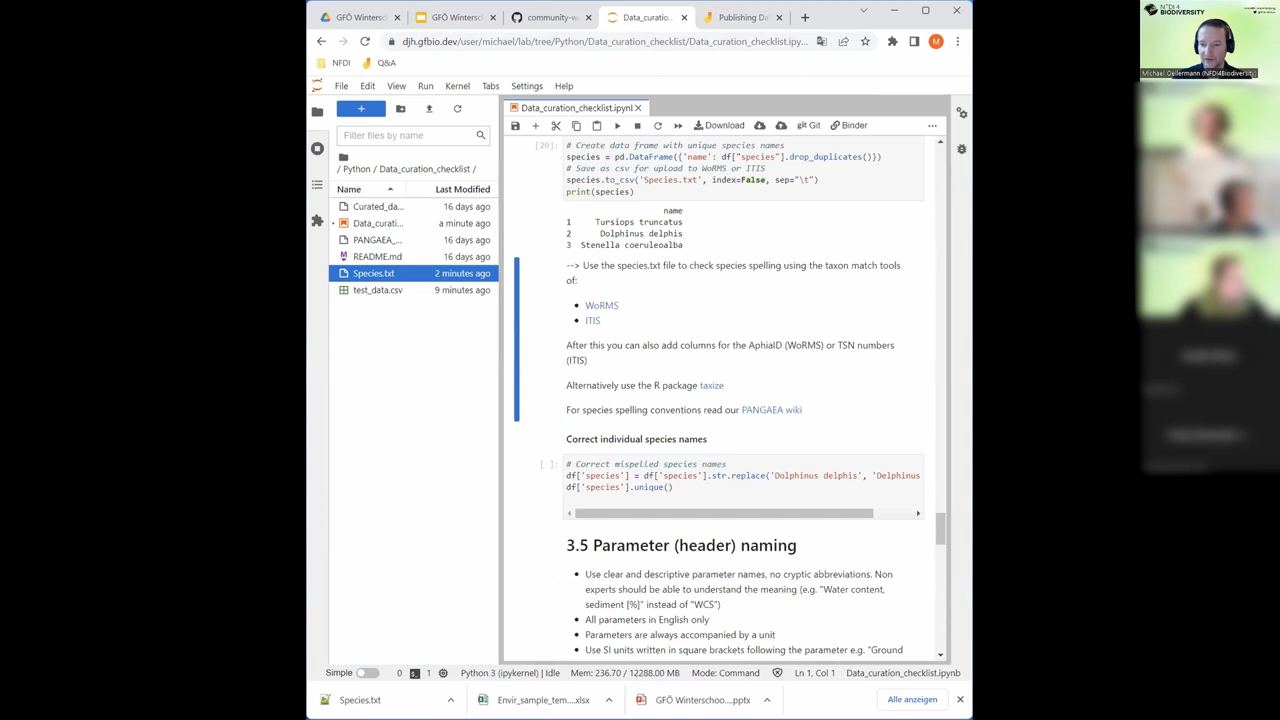 GFÖ Wintersch
GFÖ Wintersch
community-w
Data_curation
Publishing Da
djh.gfbio.dev/user/michael/lab/tree/Python/Data_curation_checklist/Data_curation_checklist.ipy...
M
NFDI
Q&A
File Edit View Run Kernel Tabs Settings Help
Data_curation_checklist.ipynl
Download
git Git
Binder
Filter files by name
/ Python / Data_curation_checklist /
Name
Last Modified
Curated_da...
16 days ago
Data_curati...
a minute ago
PANGAEA_...
16 days ago
README.md
16 days ago
Species.txt
2 minutes ago
test_data.csv
9 minutes ago
[20]:
# Create data frame with unique species names
species = pd.DataFrame({'name': df["species"].drop_duplicates()})
# Save as csv for upload to WoRMS or ITIS
species.to_csv('Species.txt', index=False, sep="\t")
print(species)
name
1 Tursiops truncatus
2 Dolphinus delphis
3 Stenella coeruleoalba
--> Use the species.txt file to check species spelling using the taxon match tools
of:
• WoRMS
• ITIS
After this you can also add columns for the AphiaID (WoRMS) or TSN numbers
(ITIS)
Alternatively use the R package taxize
For species spelling conventions read our PANGAEA wiki
Correct individual species names
[ ]:
# Correct mispelled species names
df['species'] = df['species'].str.replace('Dolphinus delphis', 'Delphinus
df['species'].unique()
3.5 Parameter (header) naming
• Use clear and descriptive parameter names, no cryptic abbreviations. Non
experts should be able to understand the meaning (e.g. "Water content,
sediment [%]" instead of "WCS")
• All parameters in English only
• Parameters are always accompanied by a unit
• Use SI units written in square brackets following the parameter e.g. "Ground
Simple
0
1
Python 3 (ipykernel) | Idle
Mem: 236.70 / 12288.00 MB
Mode: Command
Ln 1, Col 1
Data_curation_checklist.ipynb
Species.txt
Envir_sample_tem....xlsx
GFÖ Winterschoo....pptx
Alle anzeigen
NFDI 4
BIODIVERSITY
Michael Oellermann (NFDI4Biodiversity)